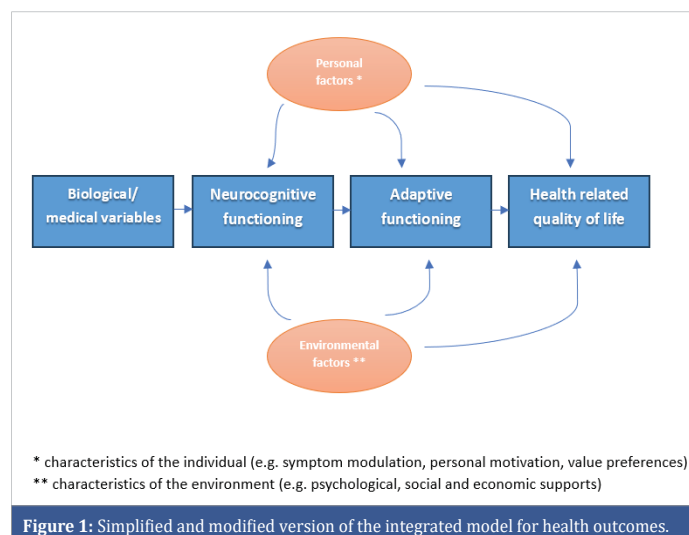 Personal
factors *
Biological/
medical variables
Neurocognitive
functioning
Adaptive
functioning
Health related
quality of life
Environmental
factors **
* characteristics of the individual (e.g. symptom modulation, personal motivation, value preferences)
** characteristics of the environment (e.g. psychological, social and economic supports)
Figure 1: Simplified and modified version of the integrated model for health outcomes.